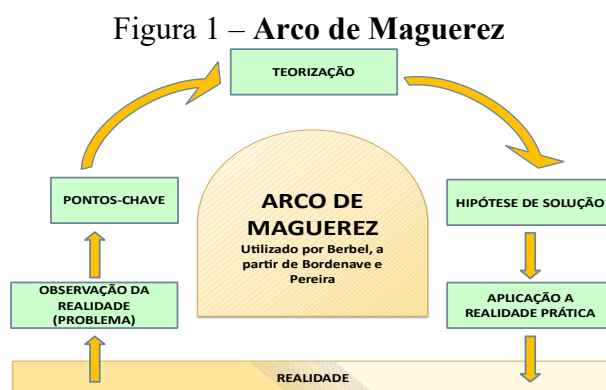 Figura 1 – Arco de Maguerez
TEORIZAÇÃO
PONTOS-CHAVE
ARCO DE
MAGUEREZ
Utilizado por Berbel, a
partir de Bordenave e
Pereira
HIPÓTESE DE SOLUÇÃO
OBSERVAÇÃO DA
REALIDADE
(PROBLEMA)
APLICAÇÃO A
REALIDADE PRÁTICA
REALIDADE